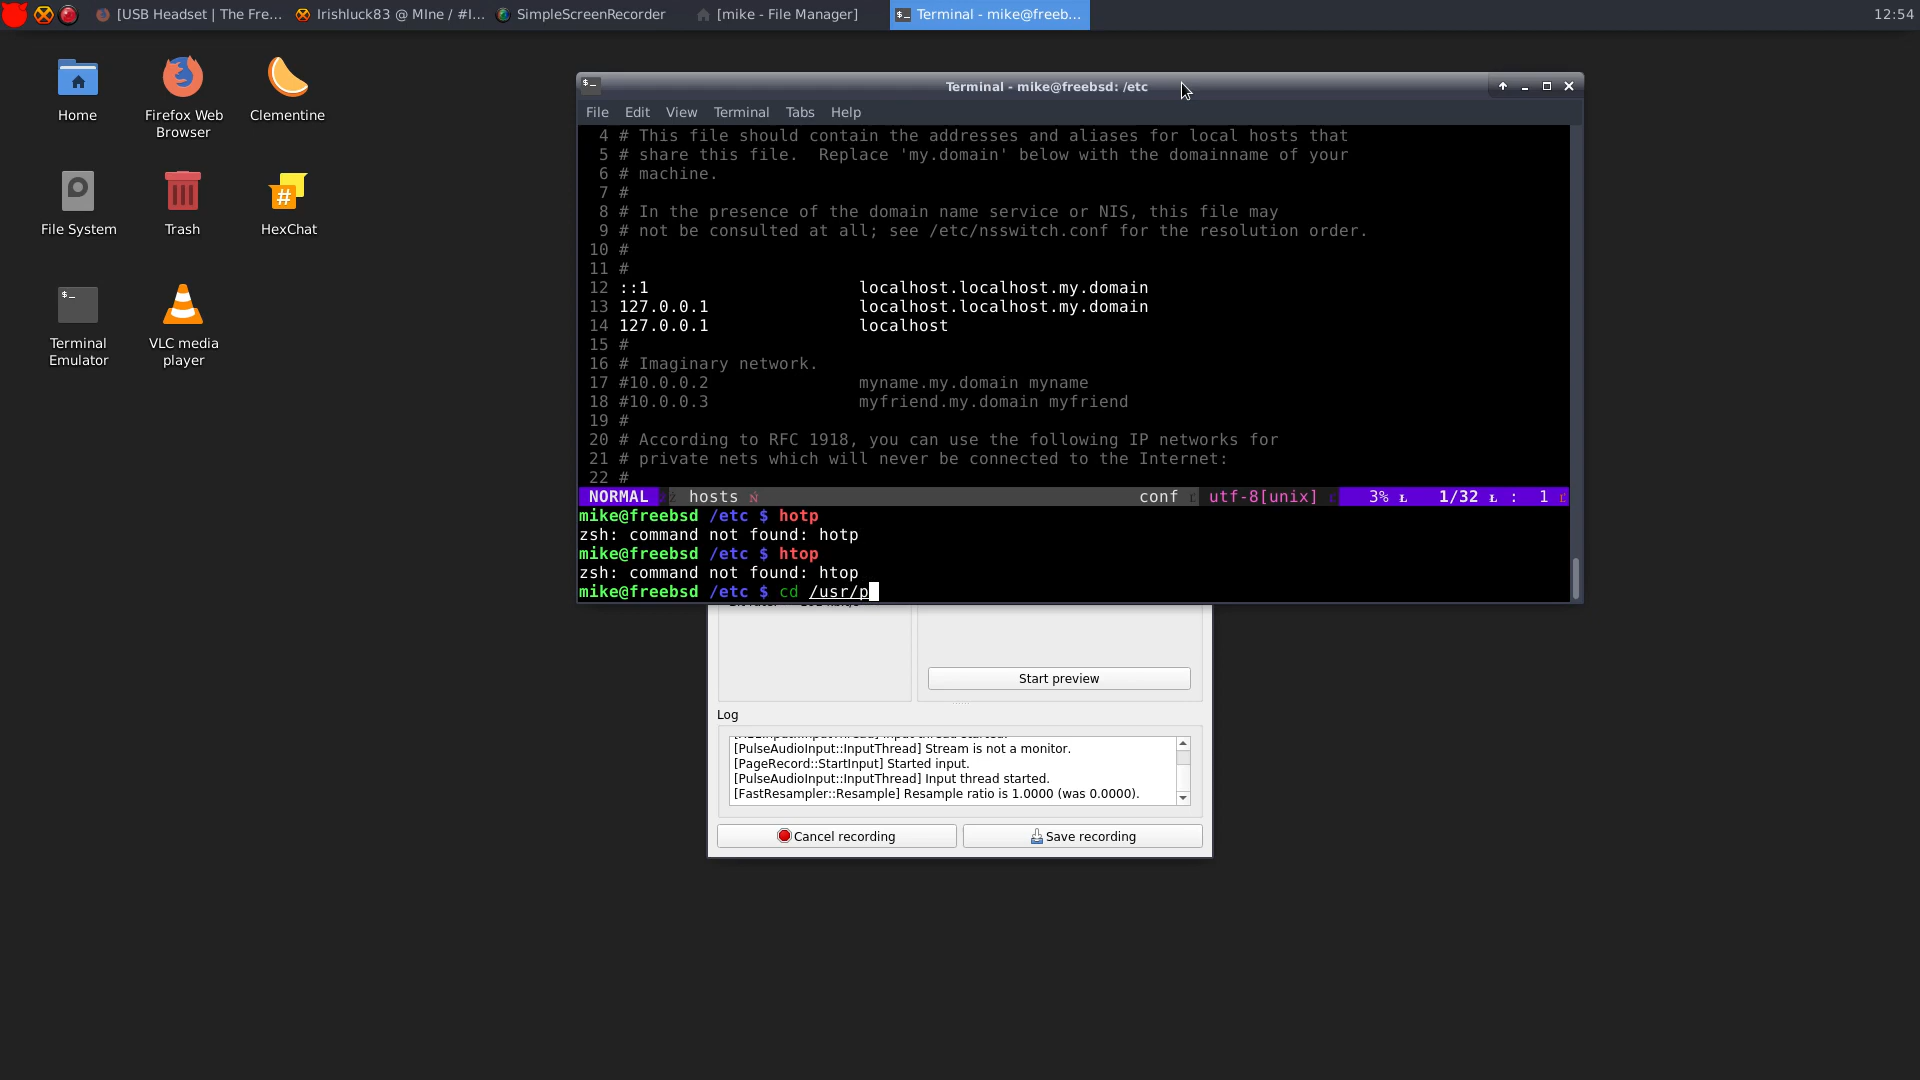 [USB Headset | The Fre...
Irishluck83 @ MIne / #I...
SimpleScreenRecorder
[mike - File Manager]
Terminal - mike@freeb...
12:54
Home
Firefox Web Browser
Clementine
File System
Trash
HexChat
Terminal Emulator
VLC media player
Terminal - mike@freebsd: /etc
File Edit View Terminal Tabs Help
4 # This file should contain the addresses and aliases for local hosts that
5 # share this file.  Replace 'my.domain' below with the domainname of your
6 # machine.
7 #
8 # In the presence of the domain name service or NIS, this file may
9 # not be consulted at all; see /etc/nsswitch.conf for the resolution order.
10 #
11 #
12 ::1                     localhost.localhost.my.domain
13 127.0.0.1               localhost.localhost.my.domain
14 127.0.0.1               localhost
15 #
16 # Imaginary network.
17 #10.0.0.2               myname.my.domain myname
18 #10.0.0.3               myfriend.my.domain myfriend
19 #
20 # According to RFC 1918, you can use the following IP networks for
21 # private nets which will never be connected to the Internet:
22 #
NORMAL hosts conf utf-8[unix] 3% 1/32 : 1
mike@freebsd /etc $ hotp
zsh: command not found: hotp
mike@freebsd /etc $ htop
zsh: command not found: htop
mike@freebsd /etc $ cd /usr/p
Start preview
Log
[PulseAudioInput::InputThread] Stream is not a monitor.
[PageRecord::StartInput] Started input.
[PulseAudioInput::InputThread] Input thread started.
[FastResampler::Resample] Resample ratio is 1.0000 (was 0.0000).
Cancel recording
Save recording